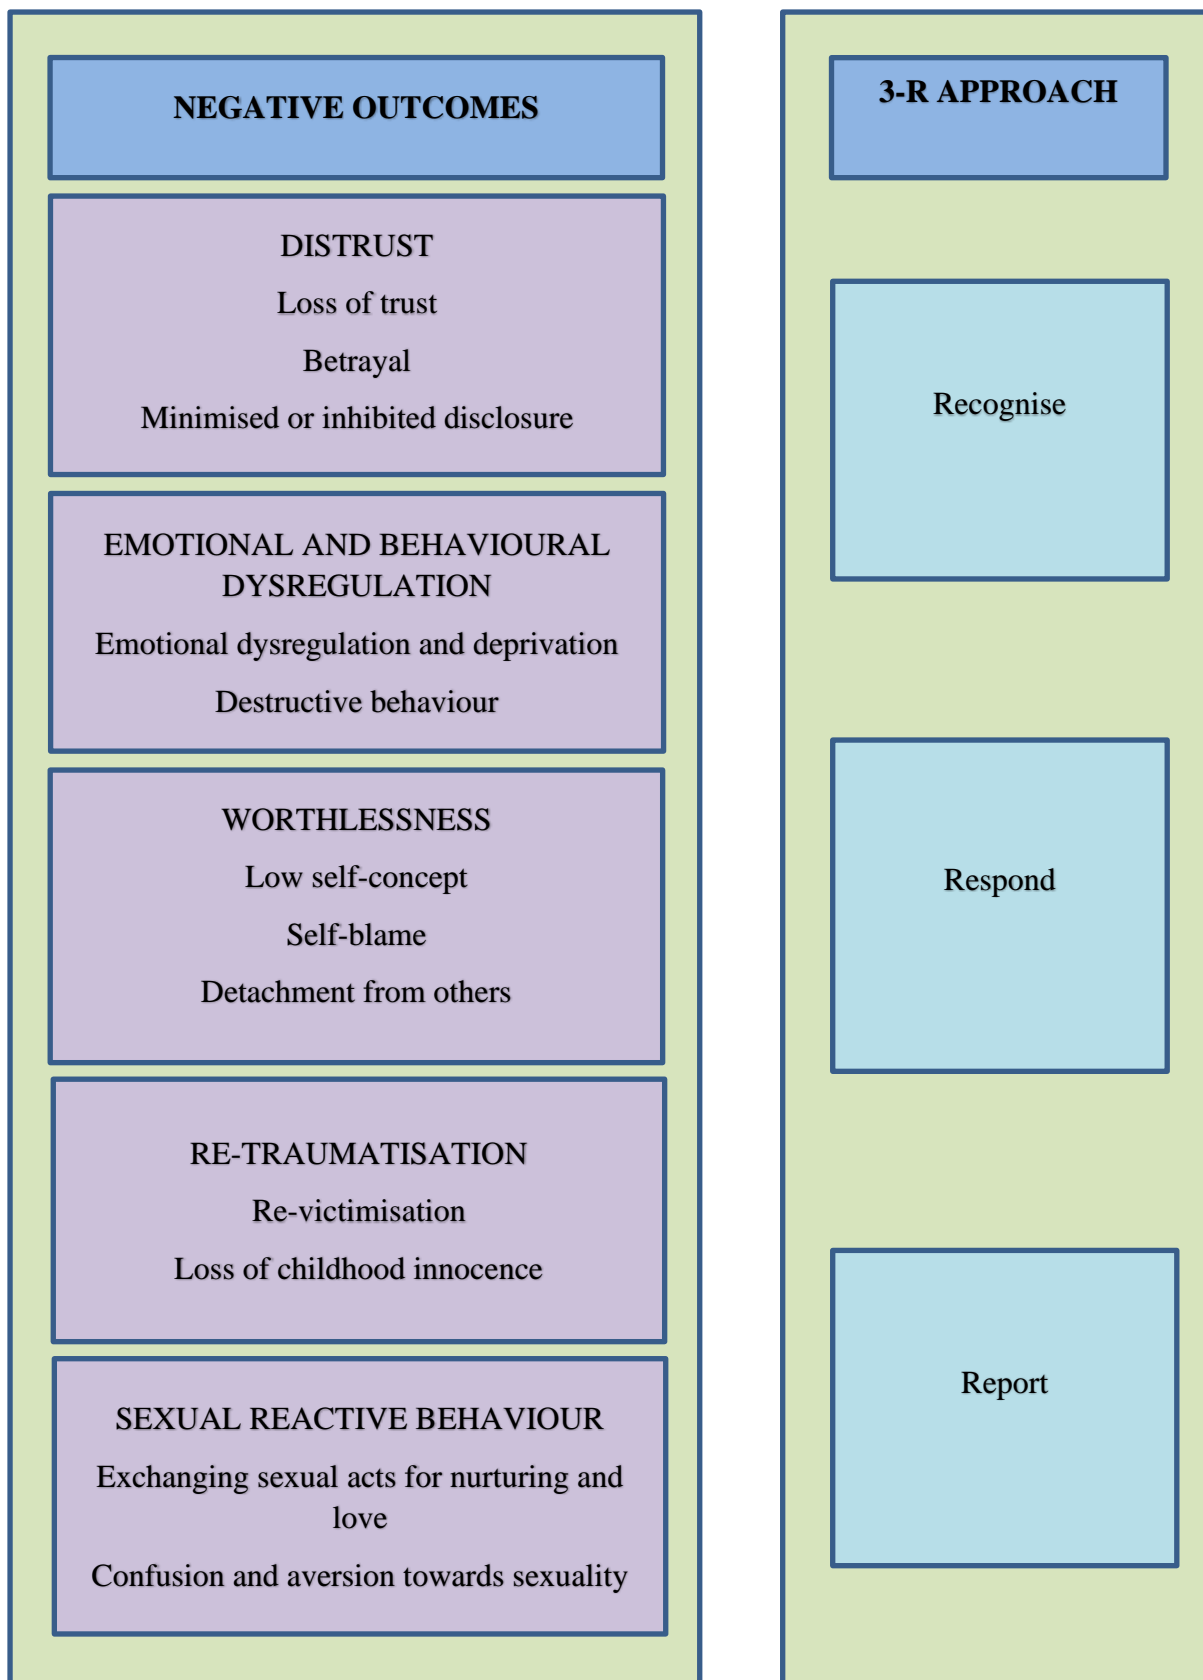 NEGATIVE OUTCOMES
DISTRUST
Loss of trust
Betrayal
Minimised or inhibited disclosure
EMOTIONAL AND BEHAVIOURAL
DYSREGULATION
Emotional dysregulation and deprivation
Destructive behaviour
WORTHLESSNESS
Low self-concept
Self-blame
Detachment from others
RE-TRAUMATISATION
Re-victimisation
Loss of childhood innocence
SEXUAL REACTIVE BEHAVIOUR
Exchanging sexual acts for nurturing and
love
Confusion and aversion towards sexuality
3-R APPROACH
Recognise
Respond
Report